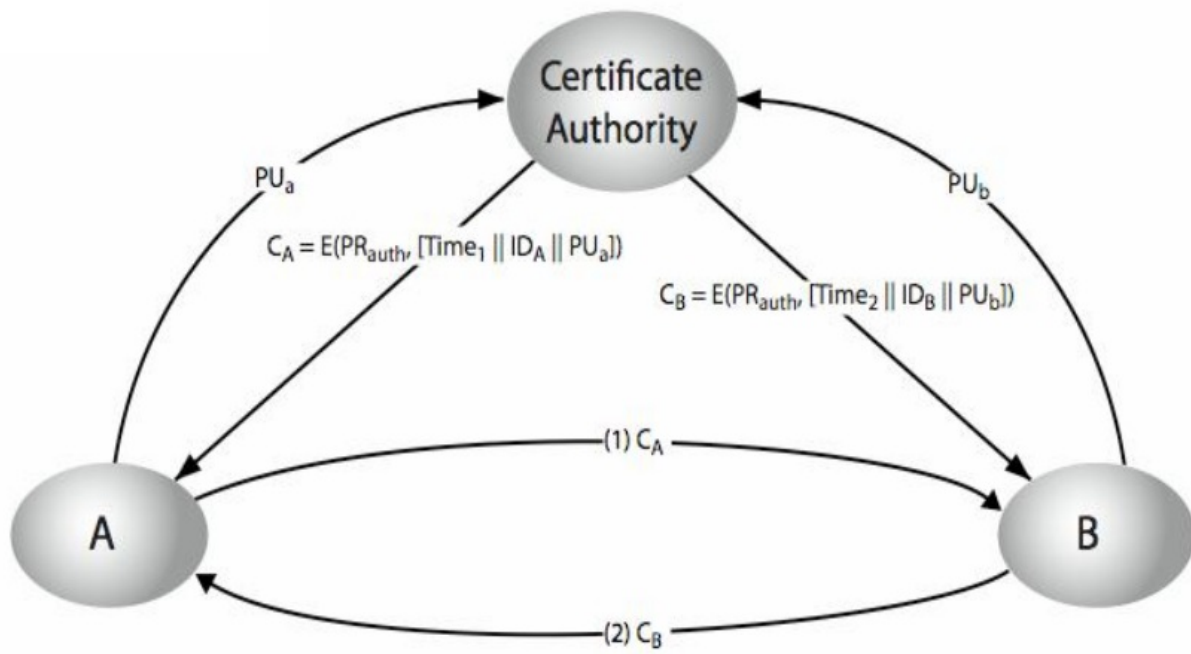 Certificate
Authority
PUa
PUb
CA = E(PRauth, [Time1 || IDA || PUa])
CB = E(PRauth, [Time2 || IDB || PUb])
(1) CA
A
B
(2) CB